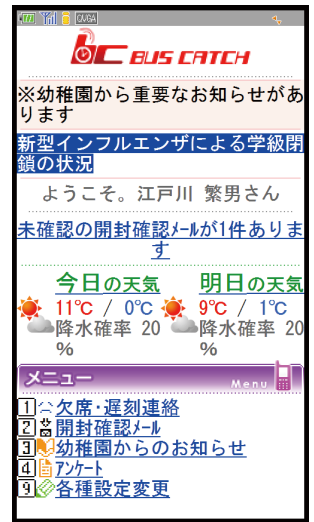 QVGA
bc BUS CATCH
※幼稚園から重要なお知らせがあ
ります
新型インフルエンザによる学級閉
鎖の状況
ようこそ。江戸川 繁男さん
未確認の開封確認ﾒｰﾙが1件ありま
す
今日の天気 明日の天気
11℃ / 0℃ 9℃ / 1℃
降水確率 20 降水確率 20
% %
メニュー Menu
1 欠席・遅刻連絡
2 開封確認ﾒｰﾙ
3 幼稚園からのお知らせ
4 ｱﾝｹｰﾄ
9 各種設定変更